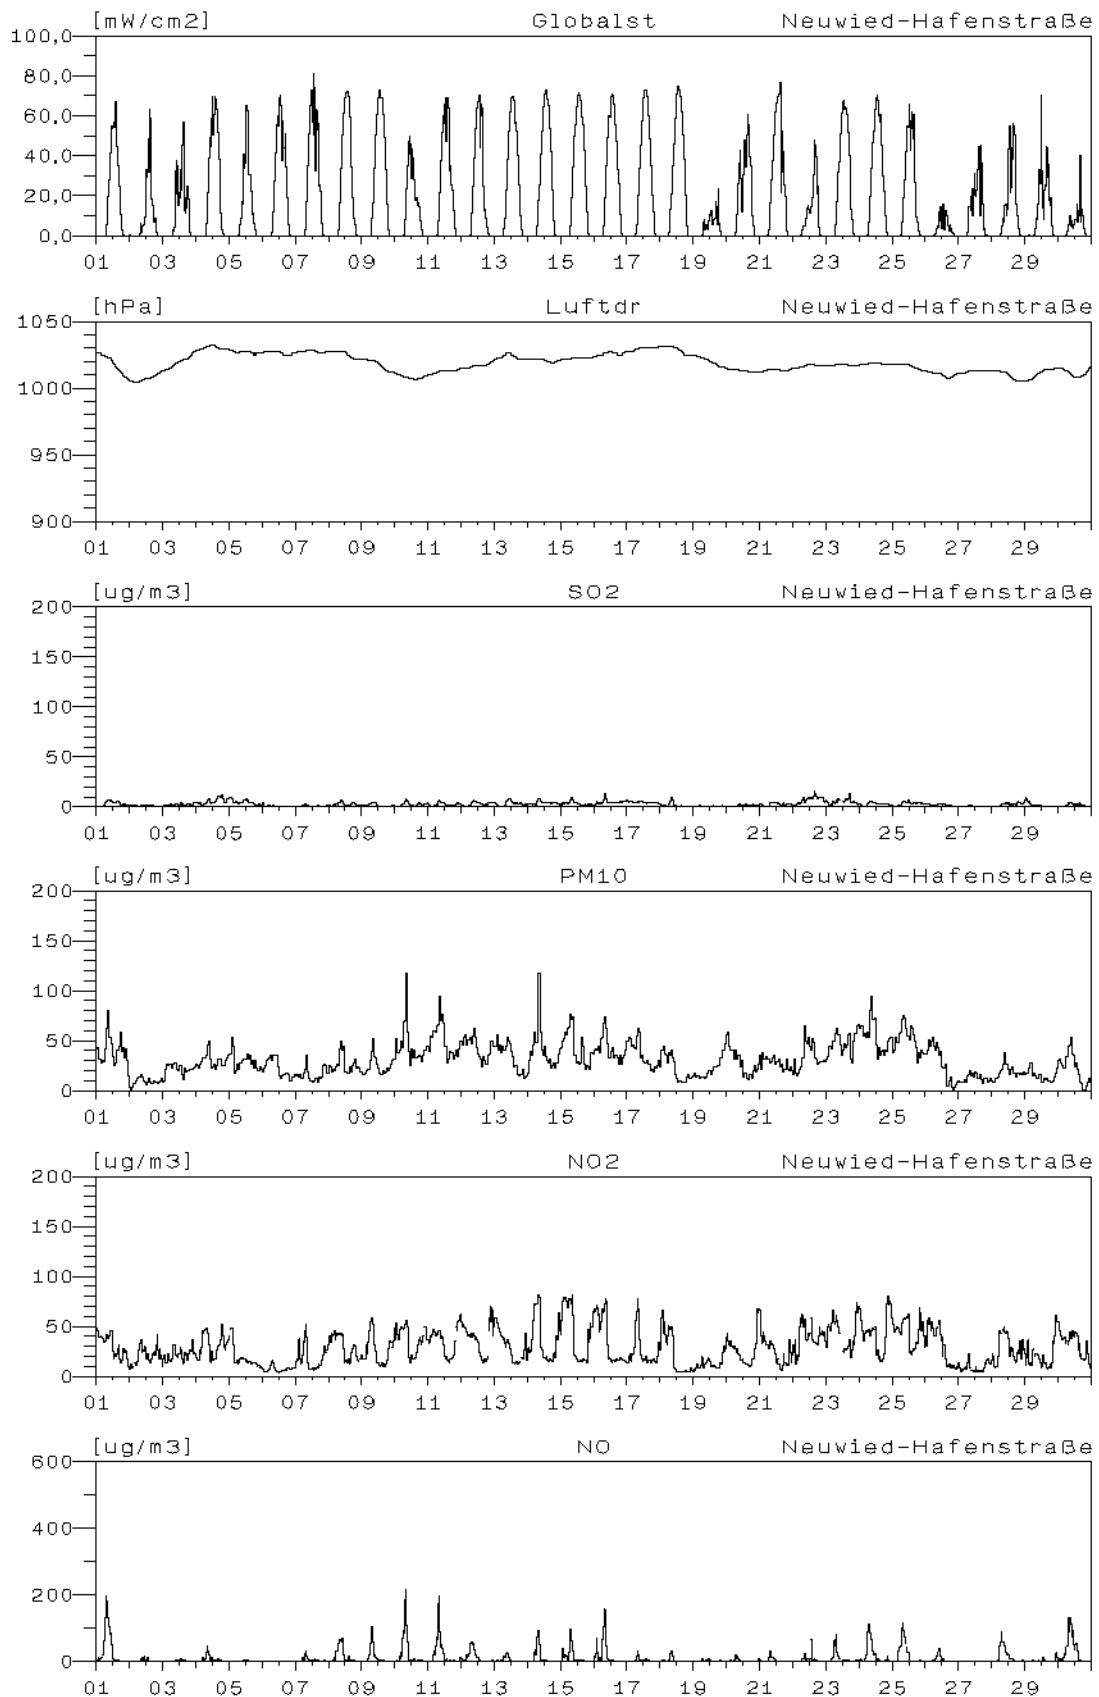 [mW/cm2] Globalst Neuwied-Hafenstraße
100,0
80,0
60,0
40,0
20,0
0,0
01 03 05 07 09 11 13 15 17 19 21 23 25 27 29
[hPa] Luftdr Neuwied-Hafenstraße
1050
1000
950
900
01 03 05 07 09 11 13 15 17 19 21 23 25 27 29
[ug/m3] SO2 Neuwied-Hafenstraße
200
150
100
50
0
01 03 05 07 09 11 13 15 17 19 21 23 25 27 29
[ug/m3] PM10 Neuwied-Hafenstraße
200
150
100
50
0
01 03 05 07 09 11 13 15 17 19 21 23 25 27 29
[ug/m3] NO2 Neuwied-Hafenstraße
200
150
100
50
0
01 03 05 07 09 11 13 15 17 19 21 23 25 27 29
[ug/m3] NO Neuwied-Hafenstraße
600
400
200
0
01 03 05 07 09 11 13 15 17 19 21 23 25 27 29